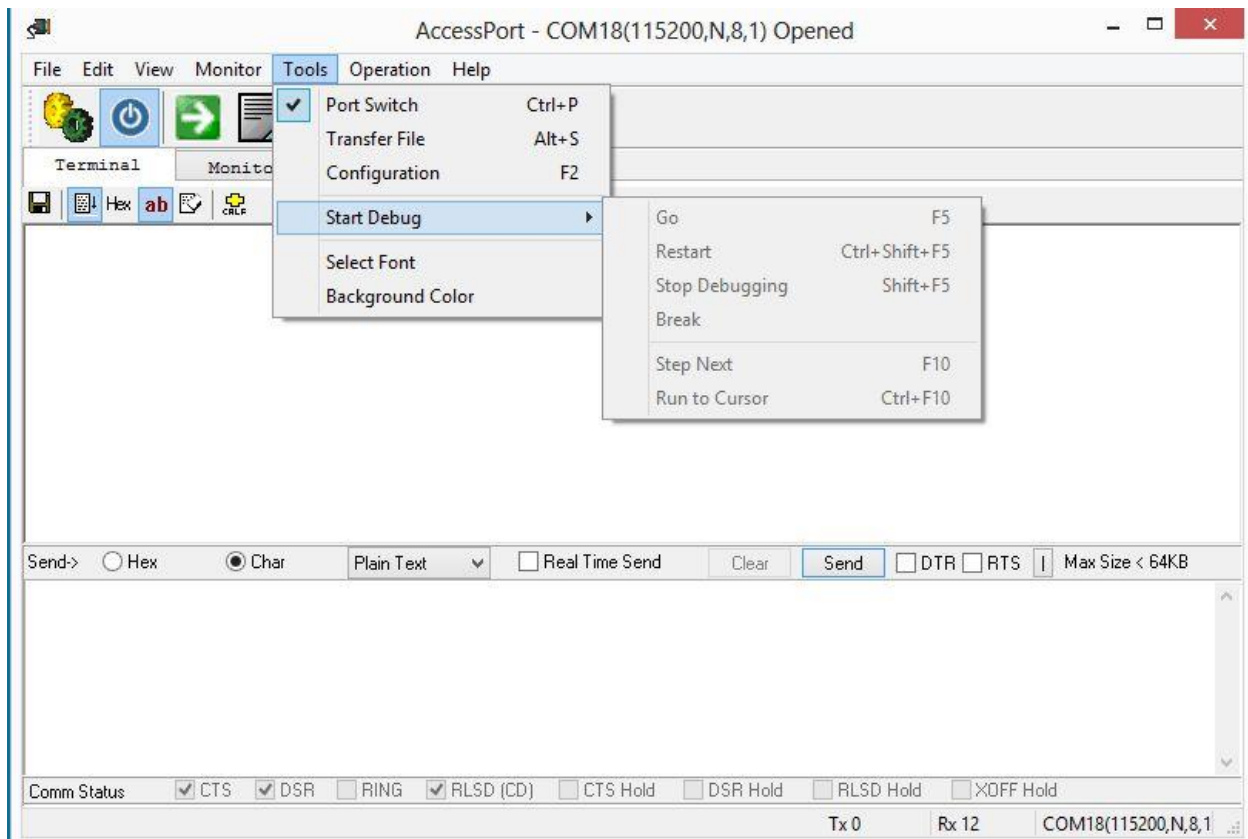 AccessPort - COM18(115200,N,8,1) Opened
File Edit View Monitor Tools Operation Help
Port Switch Ctrl+P
Transfer File Alt+S
Terminal
Configuration F2
Hex ab CRLF
Start Debug
Go F5
Restart Ctrl+Shift+F5
Select Font
Stop Debugging Shift+F5
Background Color
Break
Step Next F10
Run to Cursor Ctrl+F10
Send-> Hex Char Plain Text Real Time Send Clear Send DTR RTS | Max Size < 64KB
Comm Status CTS DSR RING RLSD (CD) CTS Hold DSR Hold RLSD Hold XOFF Hold
Tx 0 Rx 12 COM18(115200,N,8,1